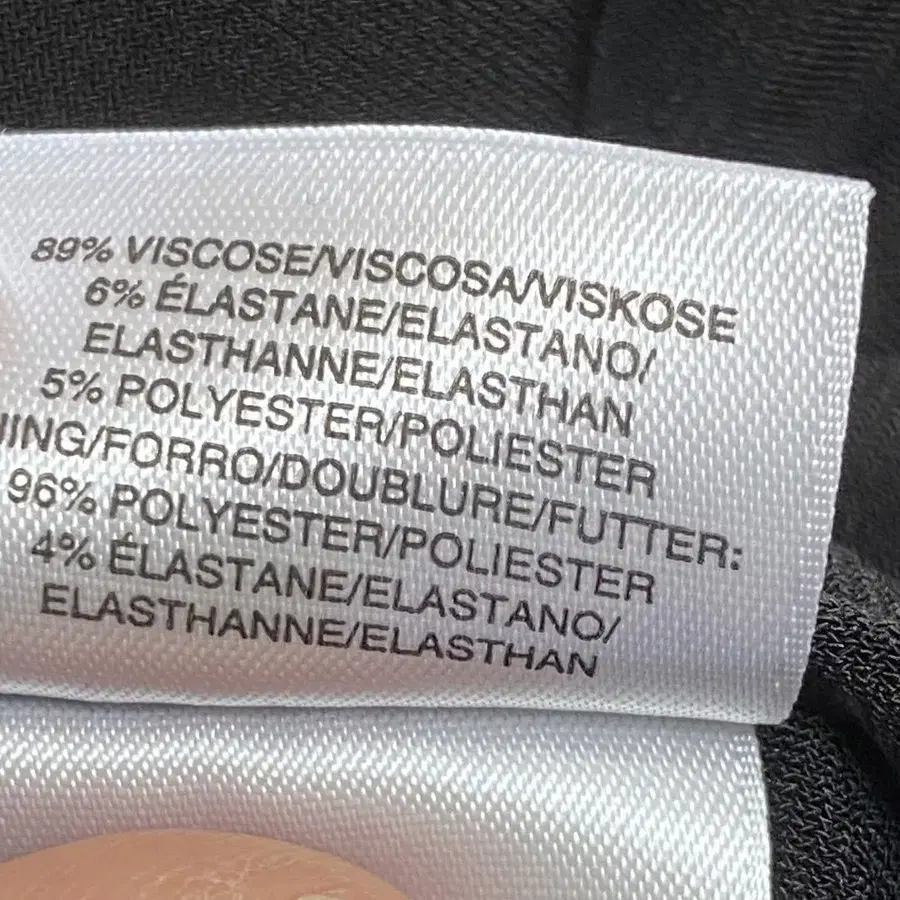 89% VISCOSE/VISCOSA/VISKOSE
6% ÉLASTANE/ELASTANO/
ELASTHANNE/ELASTHAN
5% POLYESTER/POLIESTER
NING/FORRO/DOUBLURE/FUTTER:
96% POLYESTER/POLIESTER
4% ÉLASTANE/ELASTANO/
ELASTHANNE/ELASTHAN